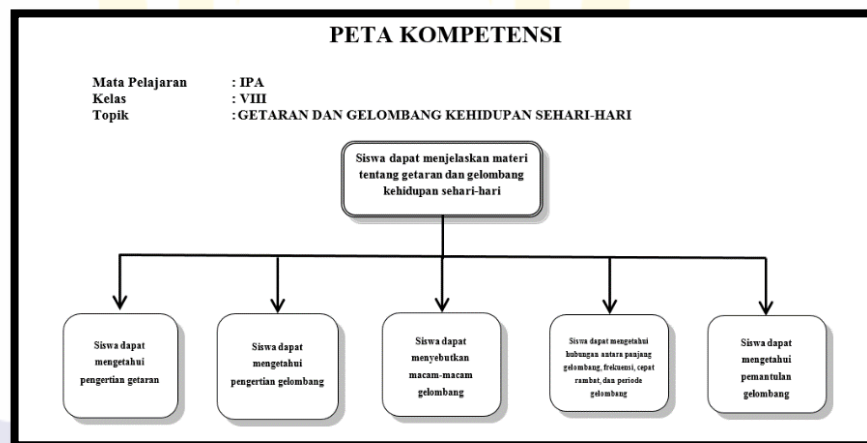 PETA KOMPETENSI
Mata Pelajaran : IPA
Kelas : VIII
Topik : GETARAN DAN GELOMBANG KEHIDUPAN SEHARI-HARI
Siswa dapat menjelaskan materi
tentang getaran dan gelombang
kehidupan sehari-hari
Siswa dapat
mengetahui
pengertian getaran
Siswa dapat
mengetahui
pengertian gelombang
Siswa dapat
menyebutkan
macam-macam
gelombang
Siswa dapat mengetahui
hubungan antara panjang
gelombang, frekuensi, cepat
rambat, dan periode
gelombang
Siswa dapat
mengetahui
pemantulan
gelombang